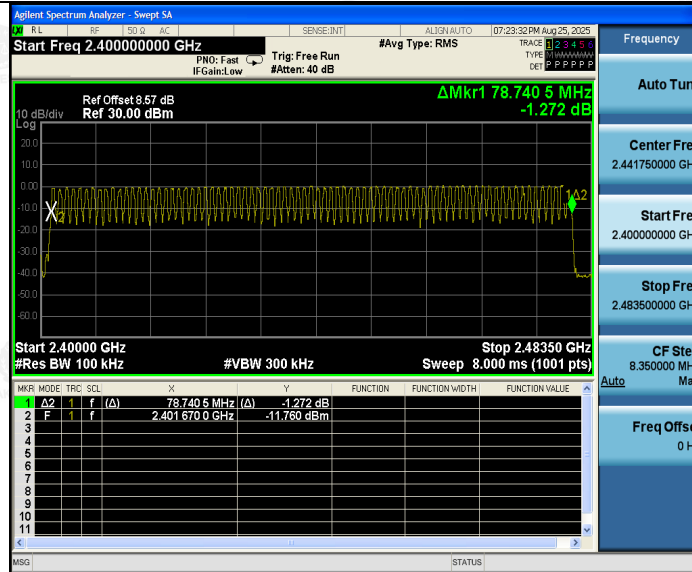 Agilent Spectrum Analyzer - Swept SA
RL RF 50 Ω AC SENSE:INT ALIGN AUTO 07:23:32 PM Aug 25, 2025
Start Freq 2.400000000 GHz #Avg Type: RMS TRACE 1 2 3 4 5 6
PNO: Fast Trig: Free Run TYPE M
IFGain:Low #Atten: 40 dB DET P P P P P P
ΔMkr1 78.740 5 MHz
Ref Offset 8.57 dB
10 dB/div Ref 30.00 dBm -1.272 dB
Log
20.0
10.0
0.00
1Δ2
-10.0
2
-20.0
-30.0
-40.0
-50.0
-60.0
Start 2.40000 GHz Stop 2.48350 GHz
#Res BW 100 kHz #VBW 300 kHz Sweep 8.000 ms (1001 pts)
MKR MODE TRC SCL X Y FUNCTION FUNCTION WIDTH FUNCTION VALUE
1 Δ2 1 f (Δ) 78.740 5 MHz (Δ) -1.272 dB
2 F 1 f 2.401 670 0 GHz -11.760 dBm
3
4
5
6
7
8
9
10
11
MSG STATUS
Frequency
Auto Tun
Center Fre
2.441750000 GH
Start Fre
2.400000000 GH
Stop Fre
2.483500000 GH
CF Ste
8.350000 MH
Auto Ma
Freq Offse
0 H